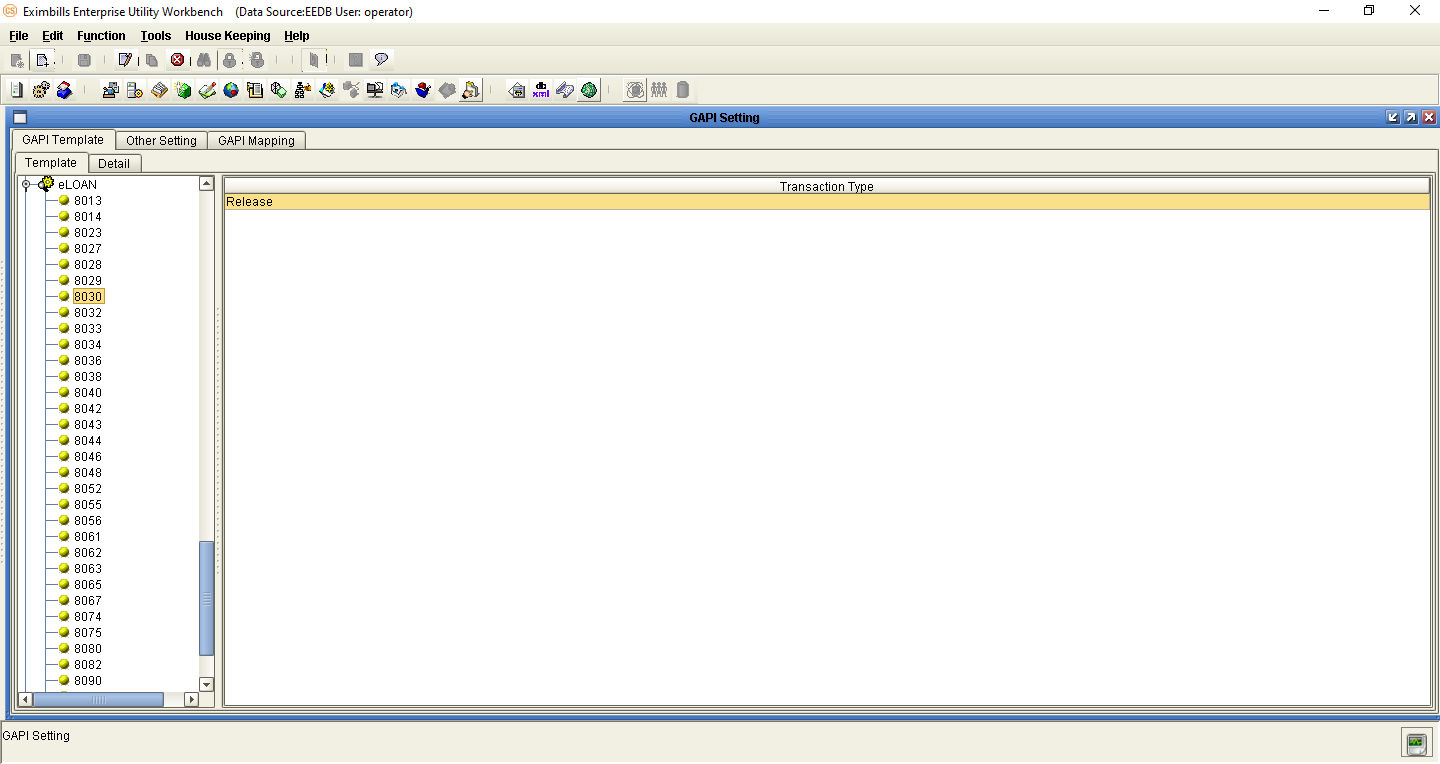 CS Eximbills Enterprise Utility Workbench (Data Source:EEDB User: operator)
File Edit Function Tools House Keeping Help
db
xml
GAPI Setting
GAPI Template Other Setting GAPI Mapping
Template Detail
eLOAN
8013
8014
8023
8027
8028
8029
8030
8032
8033
8034
8036
8038
8040
8042
8043
8044
8046
8048
8052
8055
8056
8061
8062
8063
8065
8067
8074
8075
8080
8082
8090
Transaction Type
Release
GAPI Setting